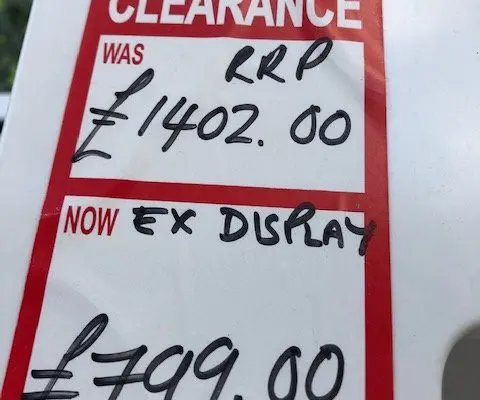 CLEARANCE
WAS RRP
£1402.00
NOW EX DISPLAY
£799.00